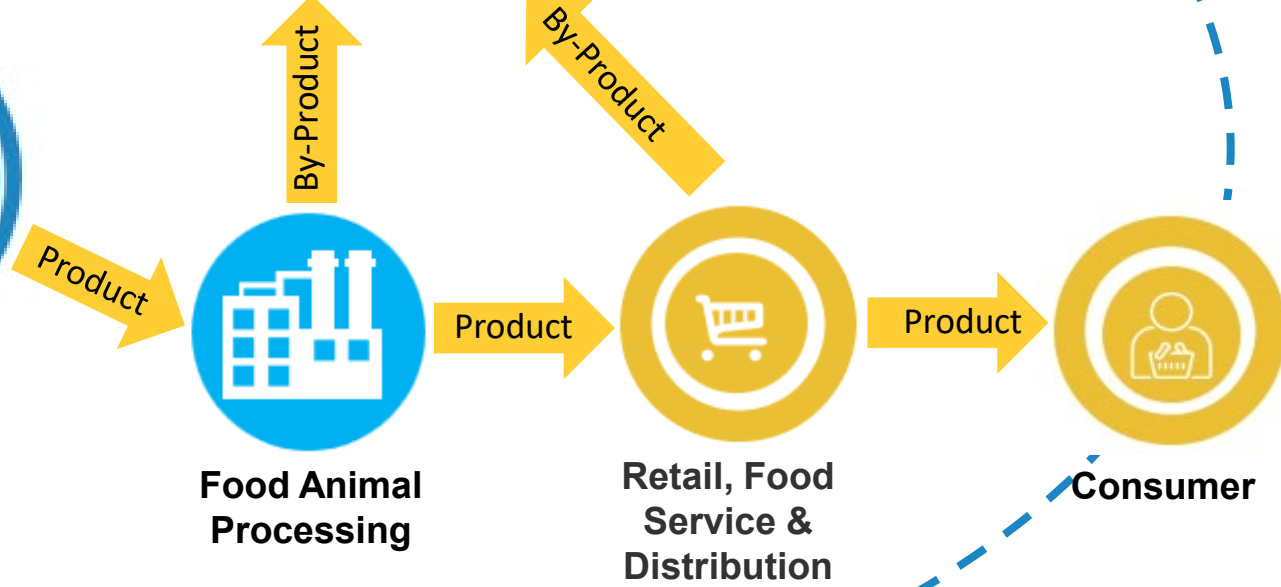 By-Product
By-Product
Product
Product
Product
Food Animal
Processing
Retail, Food
Service &
Distribution
Consumer